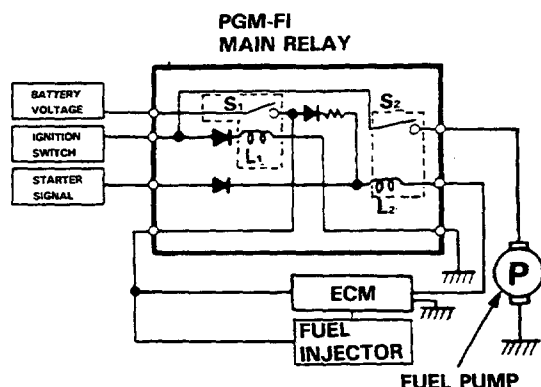 PGM-FI
MAIN RELAY
BATTERY
VOLTAGE
IGNITION
SWITCH
STARTER
SIGNAL
S1
S2
L1
L2
P
ECM
FUEL
INJECTOR
FUEL PUMP